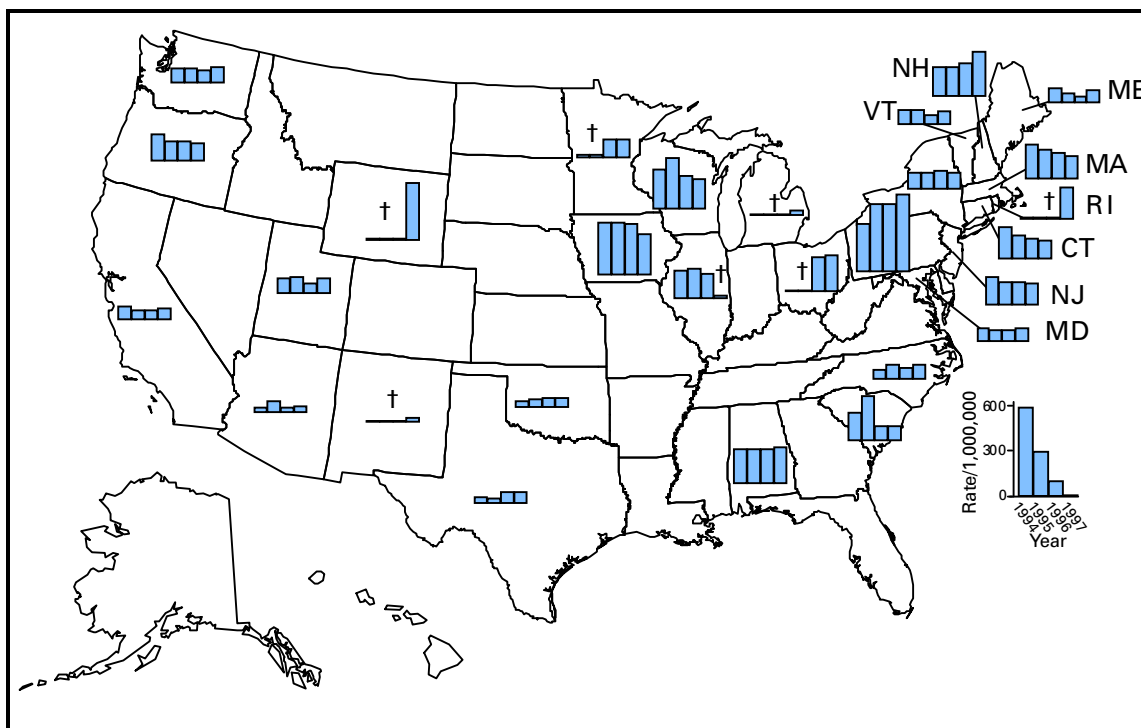 NH
ME
VT
†
MA
†
†
†
RI
†
†
CT
NJ
MD
†
Rate/1,000,000
600
300
0
1994
1995
1996
1997
Year